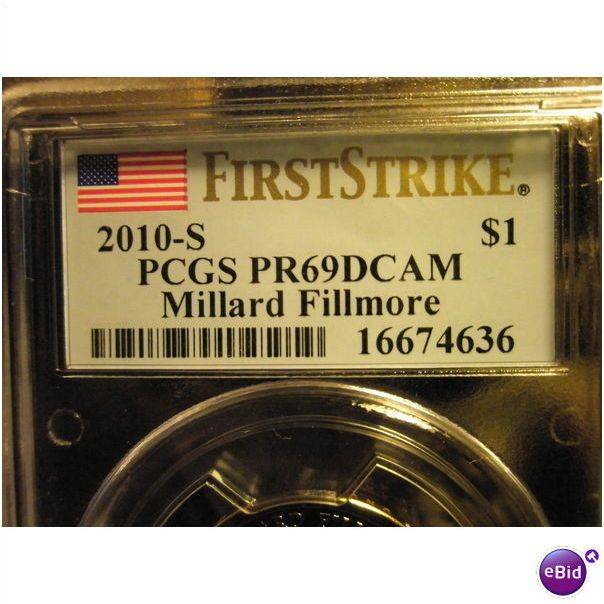 FIRSTSTRIKE®
2010-S $1
PCGS PR69DCAM
Millard Fillmore
16674636
eBid